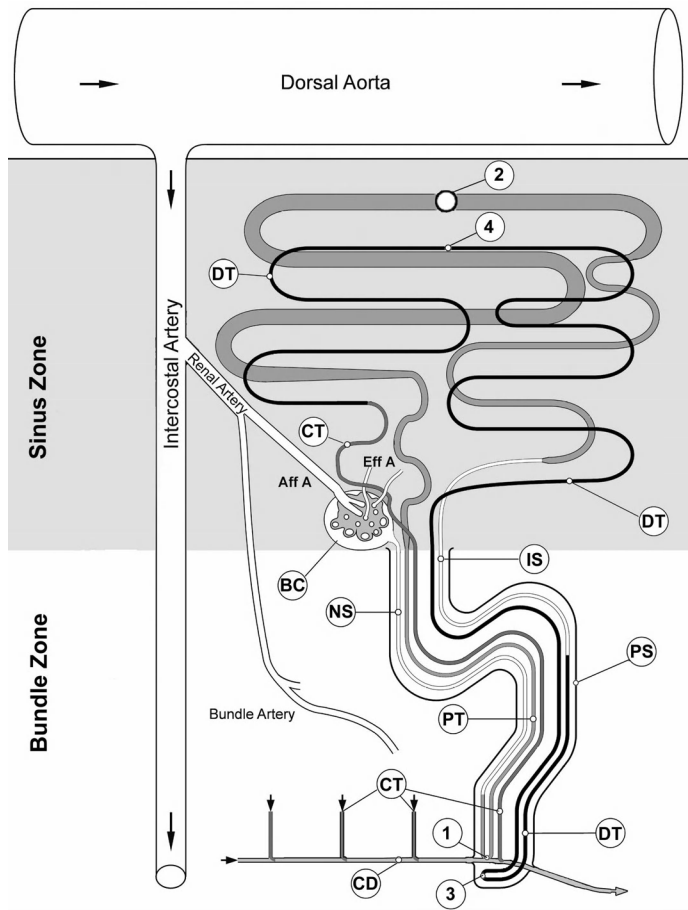 Dorsal Aorta
2
4
DT
Sinus Zone
Intercostal Artery
Renal Artery
CT
Eff A
Aff A
DT
BC
IS
NS
Bundle Zone
PS
Bundle Artery
PT
CT
1
DT
CD
3